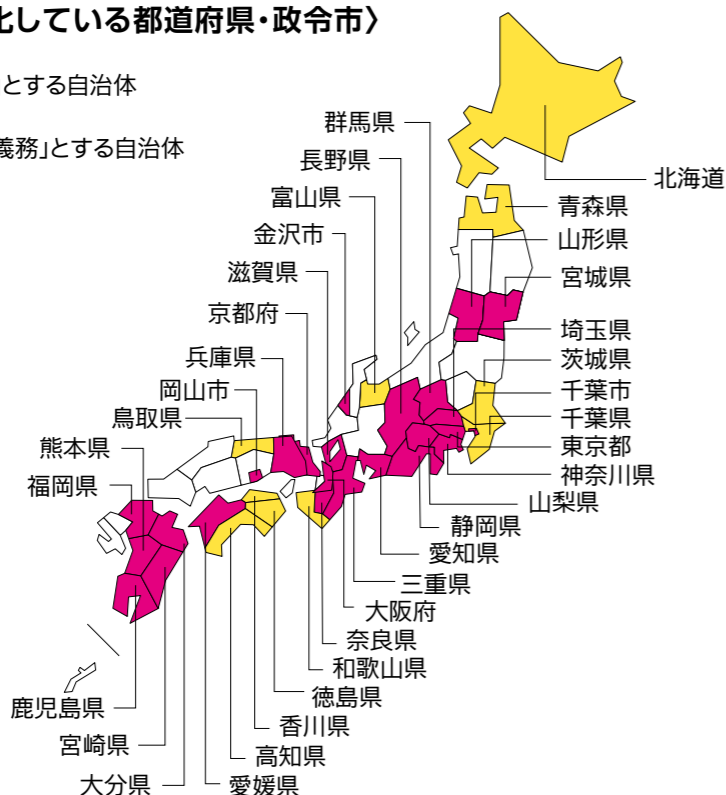 化している都道府県・政令市〉
とする自治体
義務」とする自治体
群馬県
長野県
富山県
金沢市
滋賀県
京都府
兵庫県
岡山市
鳥取県
熊本県
福岡県
北海道
青森県
山形県
宮城県
埼玉県
茨城県
千葉市
千葉県
東京都
神奈川県
山梨県
静岡県
愛知県
三重県
大阪府
奈良県
和歌山県
徳島県
香川県
高知県
愛媛県
鹿児島県
宮崎県
大分県